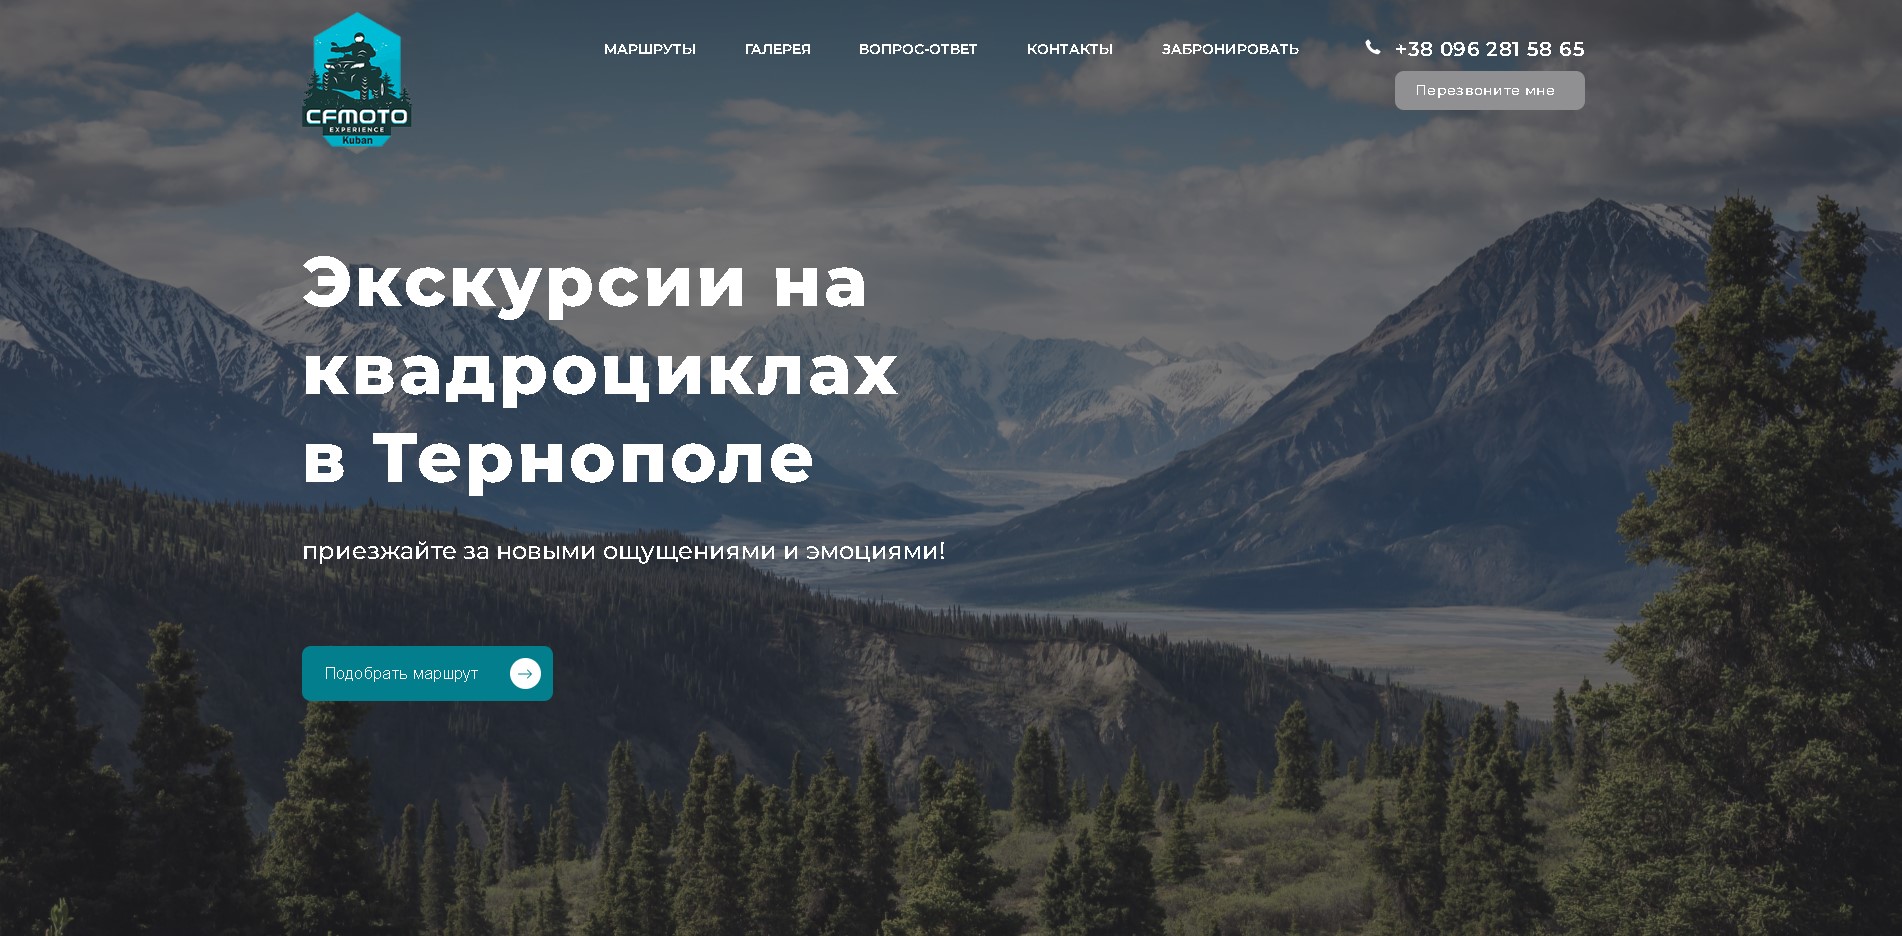 CFMOTO
EXPERIENCE
Kuban
МАРШРУТЫ
ГАЛЕРЕЯ
ВОПРОС-ОТВЕТ
КОНТАКТЫ
ЗАБРОНИРОВАТЬ
+38 096 281 58 65
Перезвоните мне
Экскурсии на
квадроциклах
в Тернополе
приезжайте за новыми ощущениями и эмоциями!
Подобрать маршрут